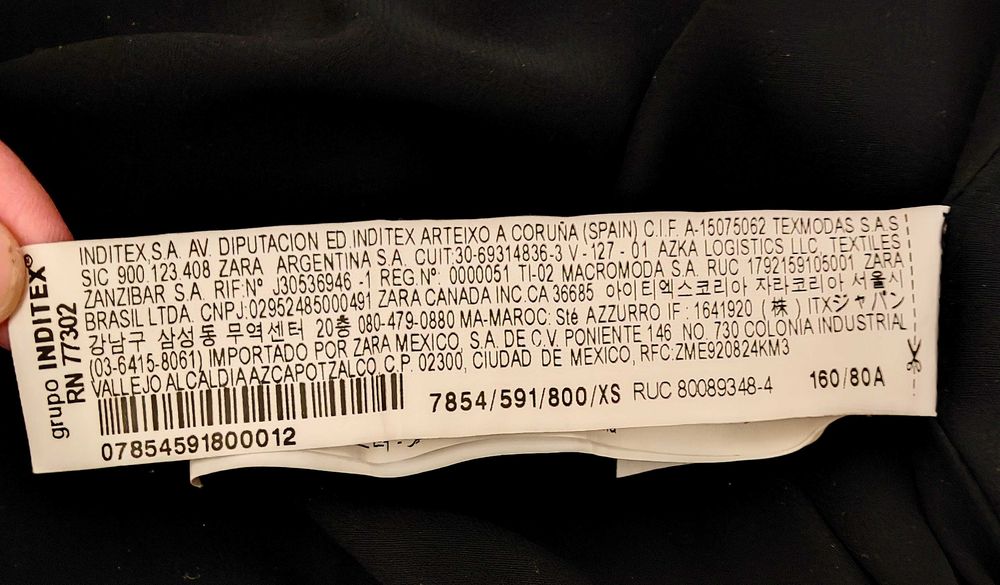 grupo INDITEX®
RN 77302
INDITEX,S.A. AV. DIPUTACION ED.INDITEX ARTEIXO A CORUÑA (SPAIN) C.I.F. A-15075062 TEXMODAS S.A.S
SIC 900 123 408 ZARA ARGENTINA S.A. CUIT:30-69314836-3 V - 127 - 01 AZKA LOGISTICS LLC, TEXTILES
ZANZIBAR S.A. RIF:Nº J30536946 -1 REG.Nº: 0000051 TI-02 MACROMODA S.A. RUC 1792159105001 ZARA
BRASIL LTDA. CNPJ:02952485000491 ZARA CANADA INC.CA 36685 아이티엑스코리아 자라코리아 서울시
강남구 삼성동 무역센터 20층 080-479-0880 MA-MAROC: Sté AZZURRO IF : 1641920 ( 株 ) ITXジャパン
(03-6415-8061) IMPORTADO POR ZARA MEXICO, S.A. DE C.V. PONIENTE 146 NO. 730 COLONIA INDUSTRIAL
VALLEJO ALCALDIA AZCAPOTZALCO, C.P. 02300, CIUDAD DE MEXICO, RFC:ZME920824KM3
7854/591/800/XS RUC 80089348-4 160/80A
07854591800012